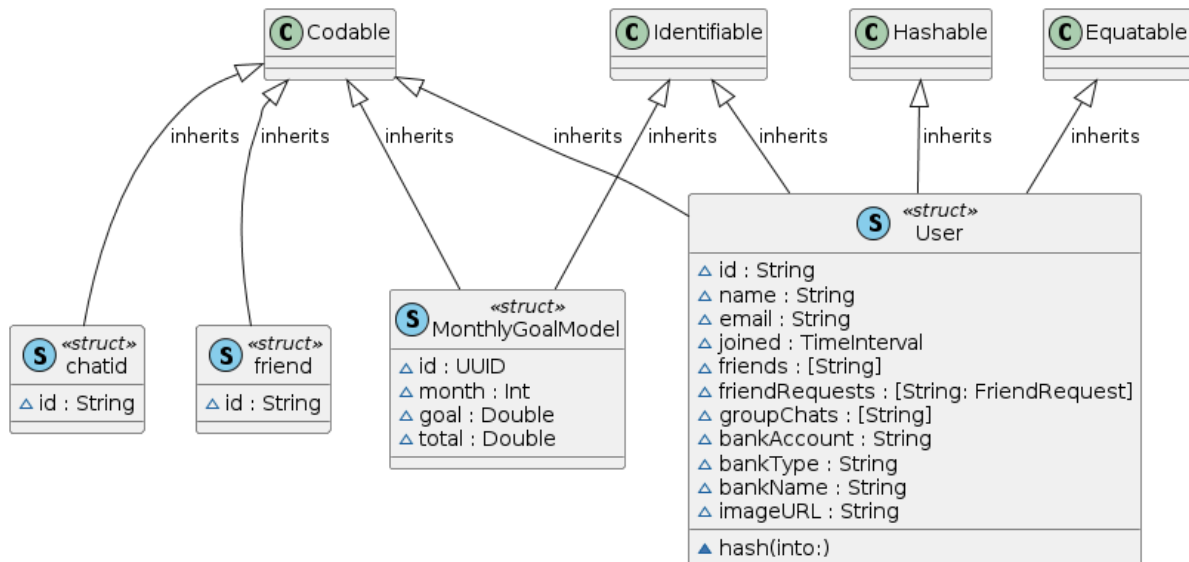 C Codable
C Identifiable
C Hashable
C Equatable
inherits
inherits
inherits
inherits
inherits
inherits
inherits
inherits
«struct»
S User
id : String
name : String
email : String
joined : TimeInterval
friends : [String]
friendRequests : [String: FriendRequest]
groupChats : [String]
bankAccount : String
bankType : String
bankName : String
imageURL : String
hash(into:)
«struct»
S MonthlyGoalModel
id : UUID
month : Int
goal : Double
total : Double
«struct»
S chatid
id : String
«struct»
S friend
id : String